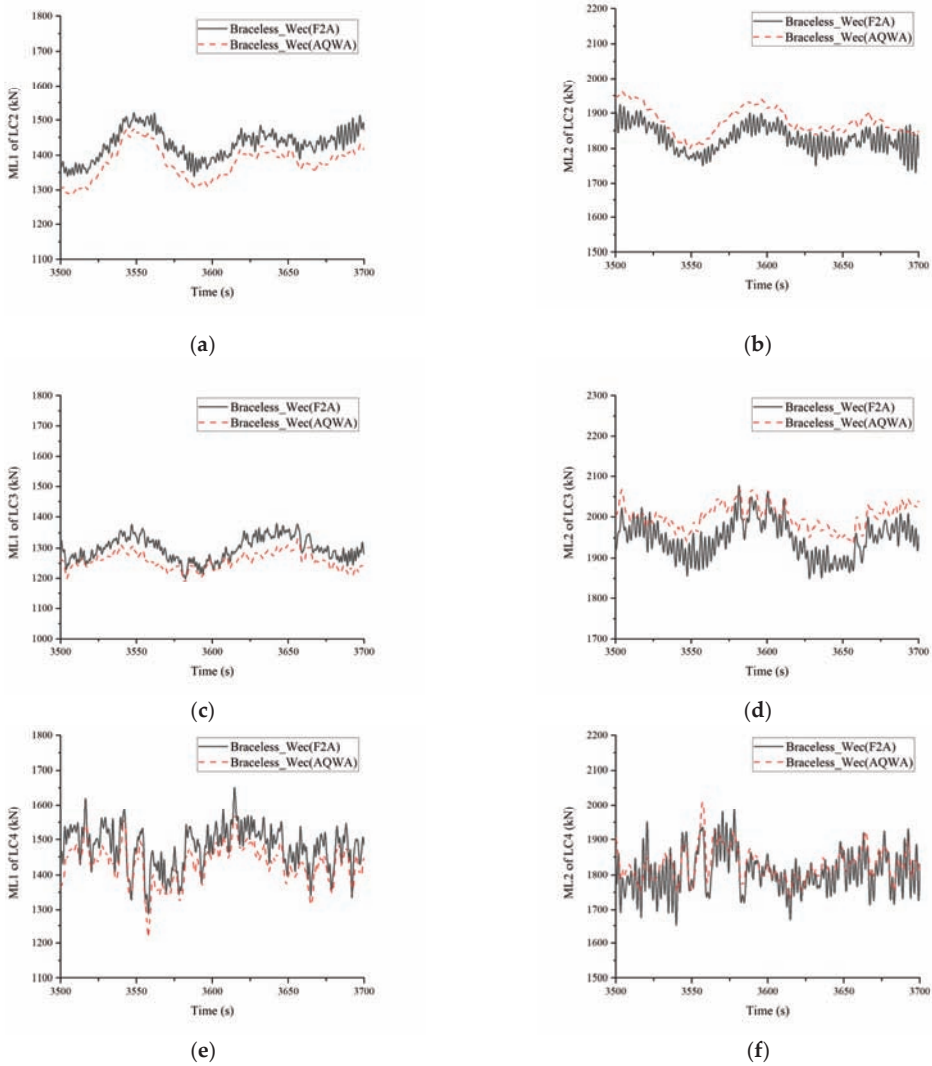 1800
1700
1600
1500
1400
1300
1200
1100
3500
3550
3600
3650
3700
ML1 of LC2 (kN)
Time (s)
Braceless_Wec(F2A)
Braceless_Wec(AQWA)
(a)
2200
2100
2000
1900
1800
1700
1600
1500
3500
3550
3600
3650
3700
ML2 of LC2 (kN)
Time (s)
Braceless_Wec(F2A)
Braceless_Wec(AQWA)
(b)
1800
1700
1600
1500
1400
1300
1200
1100
1000
3500
3550
3600
3650
3700
ML1 of LC3 (kN)
Time (s)
Braceless_Wec(F2A)
Braceless_Wec(AQWA)
(c)
2300
2200
2100
2000
1900
1800
1700
3500
3550
3600
3650
3700
ML2 of LC3 (kN)
Time (s)
Braceless_Wec(F2A)
Braceless_Wec(AQWA)
(d)
1800
1700
1600
1500
1400
1300
1200
1100
3500
3550
3600
3650
3700
ML1 of LC4 (kN)
Time (s)
Braceless_Wec(F2A)
Braceless_Wec(AQWA)
(e)
2200
2100
2000
1900
1800
1700
1600
1500
3500
3550
3600
3650
3700
ML2 of LC4 (kN)
Time (s)
Braceless_Wec(F2A)
Braceless_Wec(AQWA)
(f)